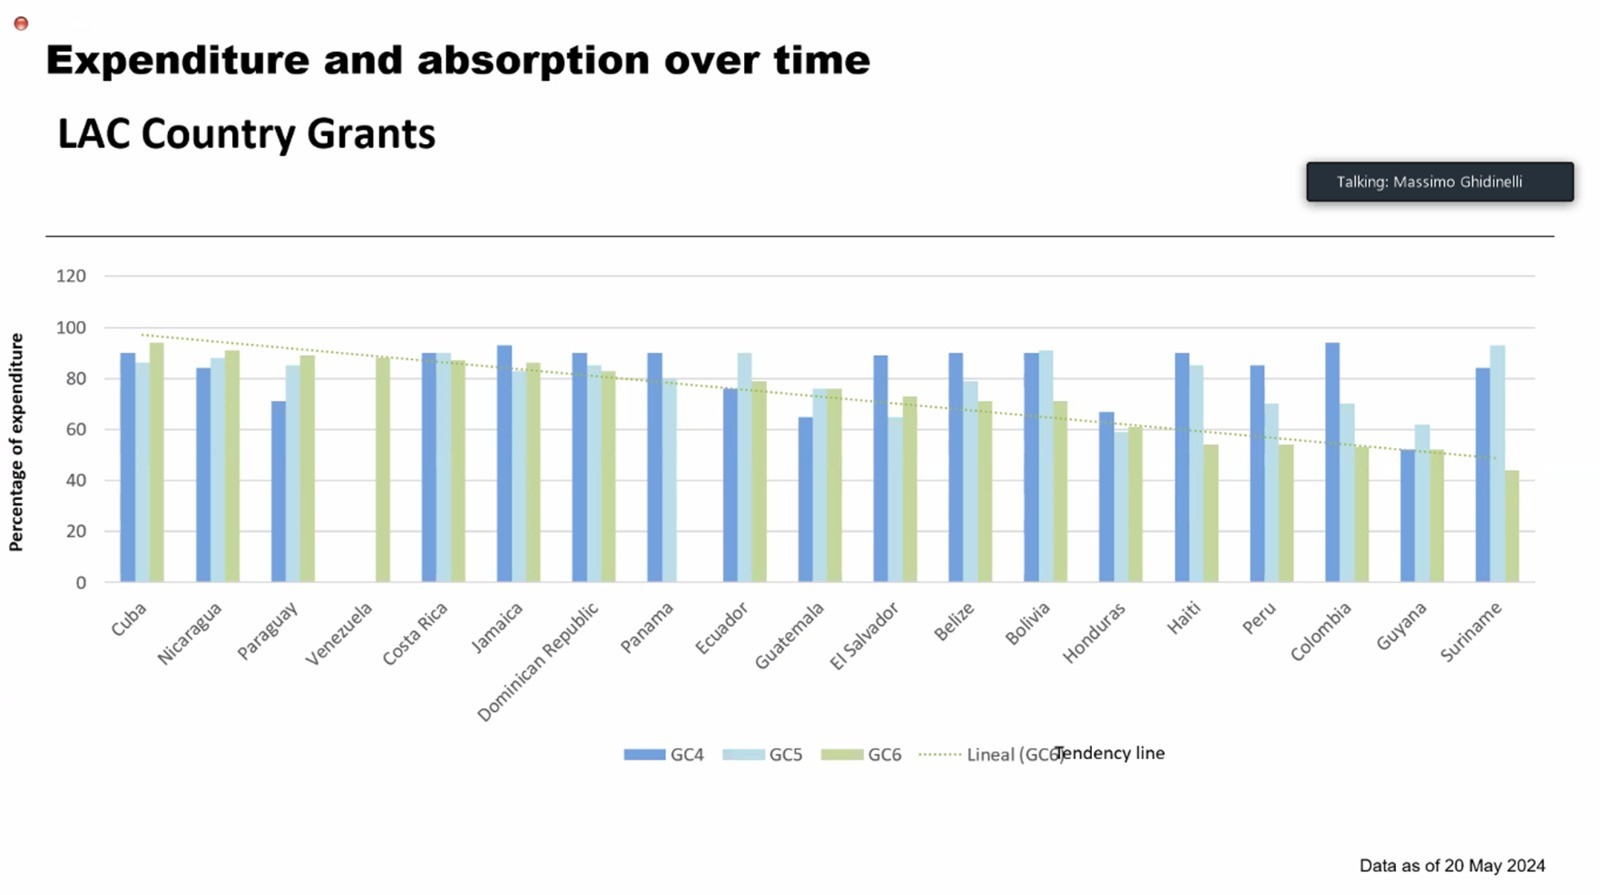 Expenditure and absorption over time
LAC Country Grants
Talking: Massimo Ghidinelli
Percentage of expenditure
120
100
80
60
40
20
0
Cuba
Nicaragua
Paraguay
Venezuela
Costa Rica
Jamaica
Dominican Republic
Panama
Ecuador
Guatemala
El Salvador
Belize
Bolivia
Honduras
Haiti
Peru
Colombia
Guyana
Suriname
GC4 GC5 GC6 Lineal (GC6) Tendency line
Data as of 20 May 2024